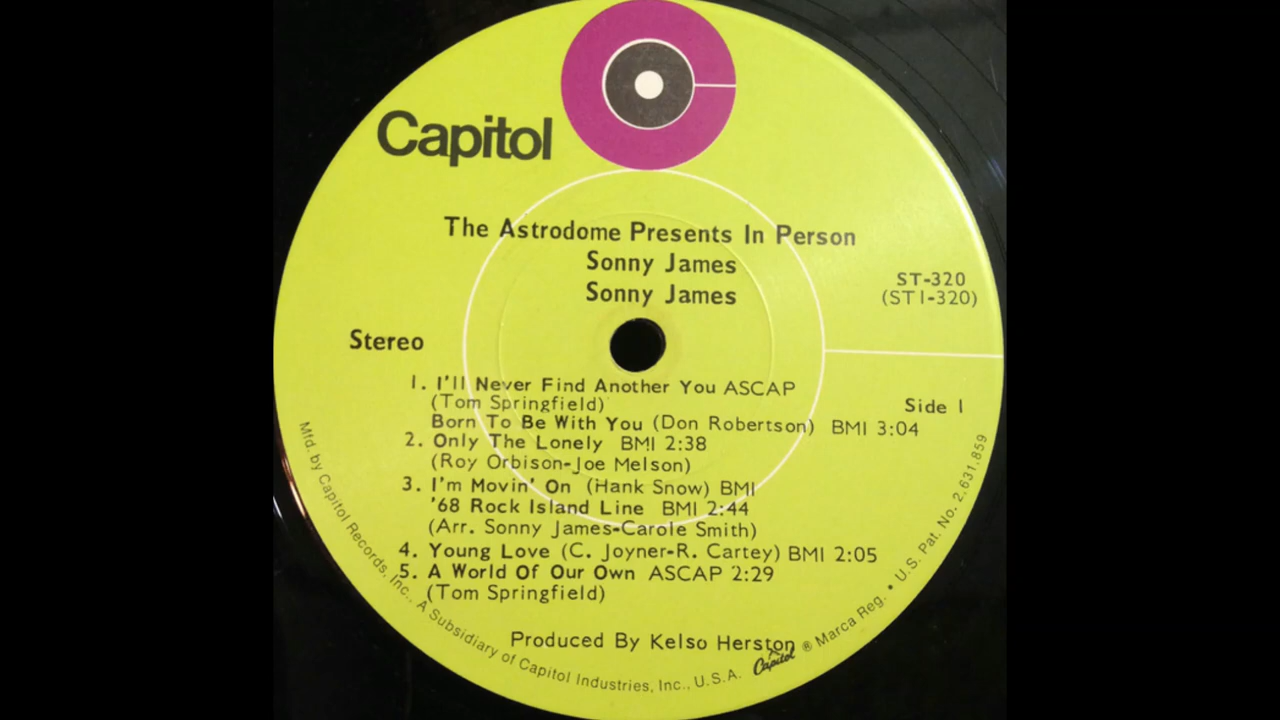 Capitol
The Astrodome Presents In Person
Sonny James
Sonny James
ST-320
(ST1-320)
Stereo
Side 1
1. I'll Never Find Another You ASCAP
(Tom Springfield)
Born To Be With You (Don Robertson) BMI 3:04
2. Only The Lonely BMI 2:38
(Roy Orbison-Joe Melson)
3. I'm Movin' On (Hank Snow) BMI
'68 Rock Island Line BMI 2:44
(Arr. Sonny James-Carole Smith)
4. Young Love (C. Joyner-R. Cartey) BMI 2:05
5. A World Of Our Own ASCAP 2:29
(Tom Springfield)
Produced By Kelso Herston
Mfd. by Capitol Records, Inc., A Subsidiary of Capitol Industries, Inc., U.S.A. Capitol ® Marca Reg. • U.S. Pat. No. 2,631,859